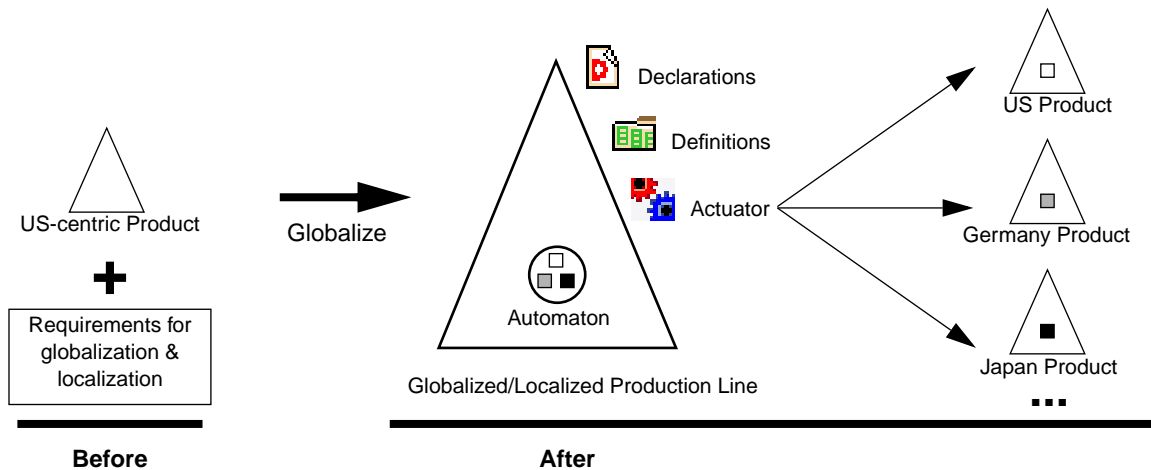 US-centric Product
Requirements for
globalization &
localization
Before
Globalize
Declarations
Definitions
Actuator
Automaton
Globalized/Localized Production Line
After
US Product
Germany Product
Japan Product
...